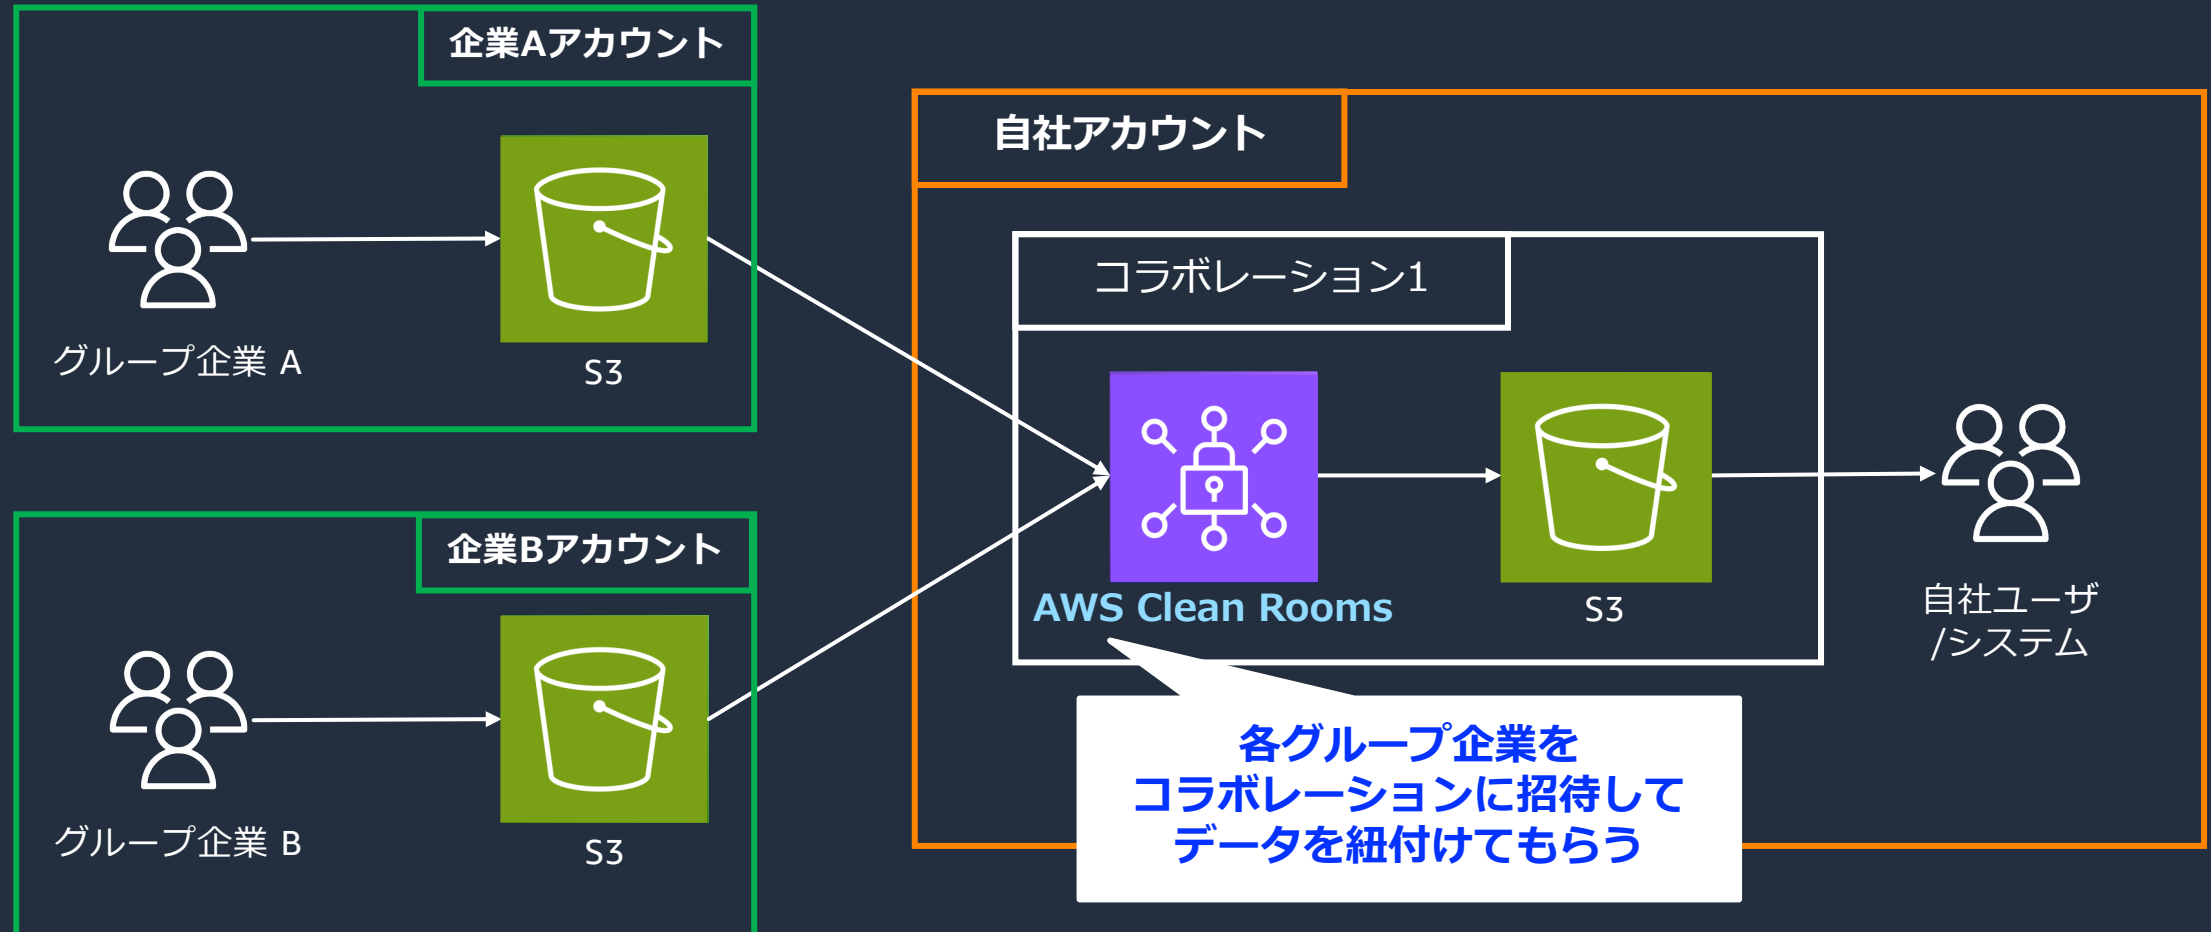 企業Aアカウント
グループ企業 A
S3
企業Bアカウント
グループ企業 B
S3
自社アカウント
コラボレーション1
AWS Clean Rooms
S3
自社ユーザ
/システム
各グループ企業を
コラボレーションに招待して
データを紐付けてもらう